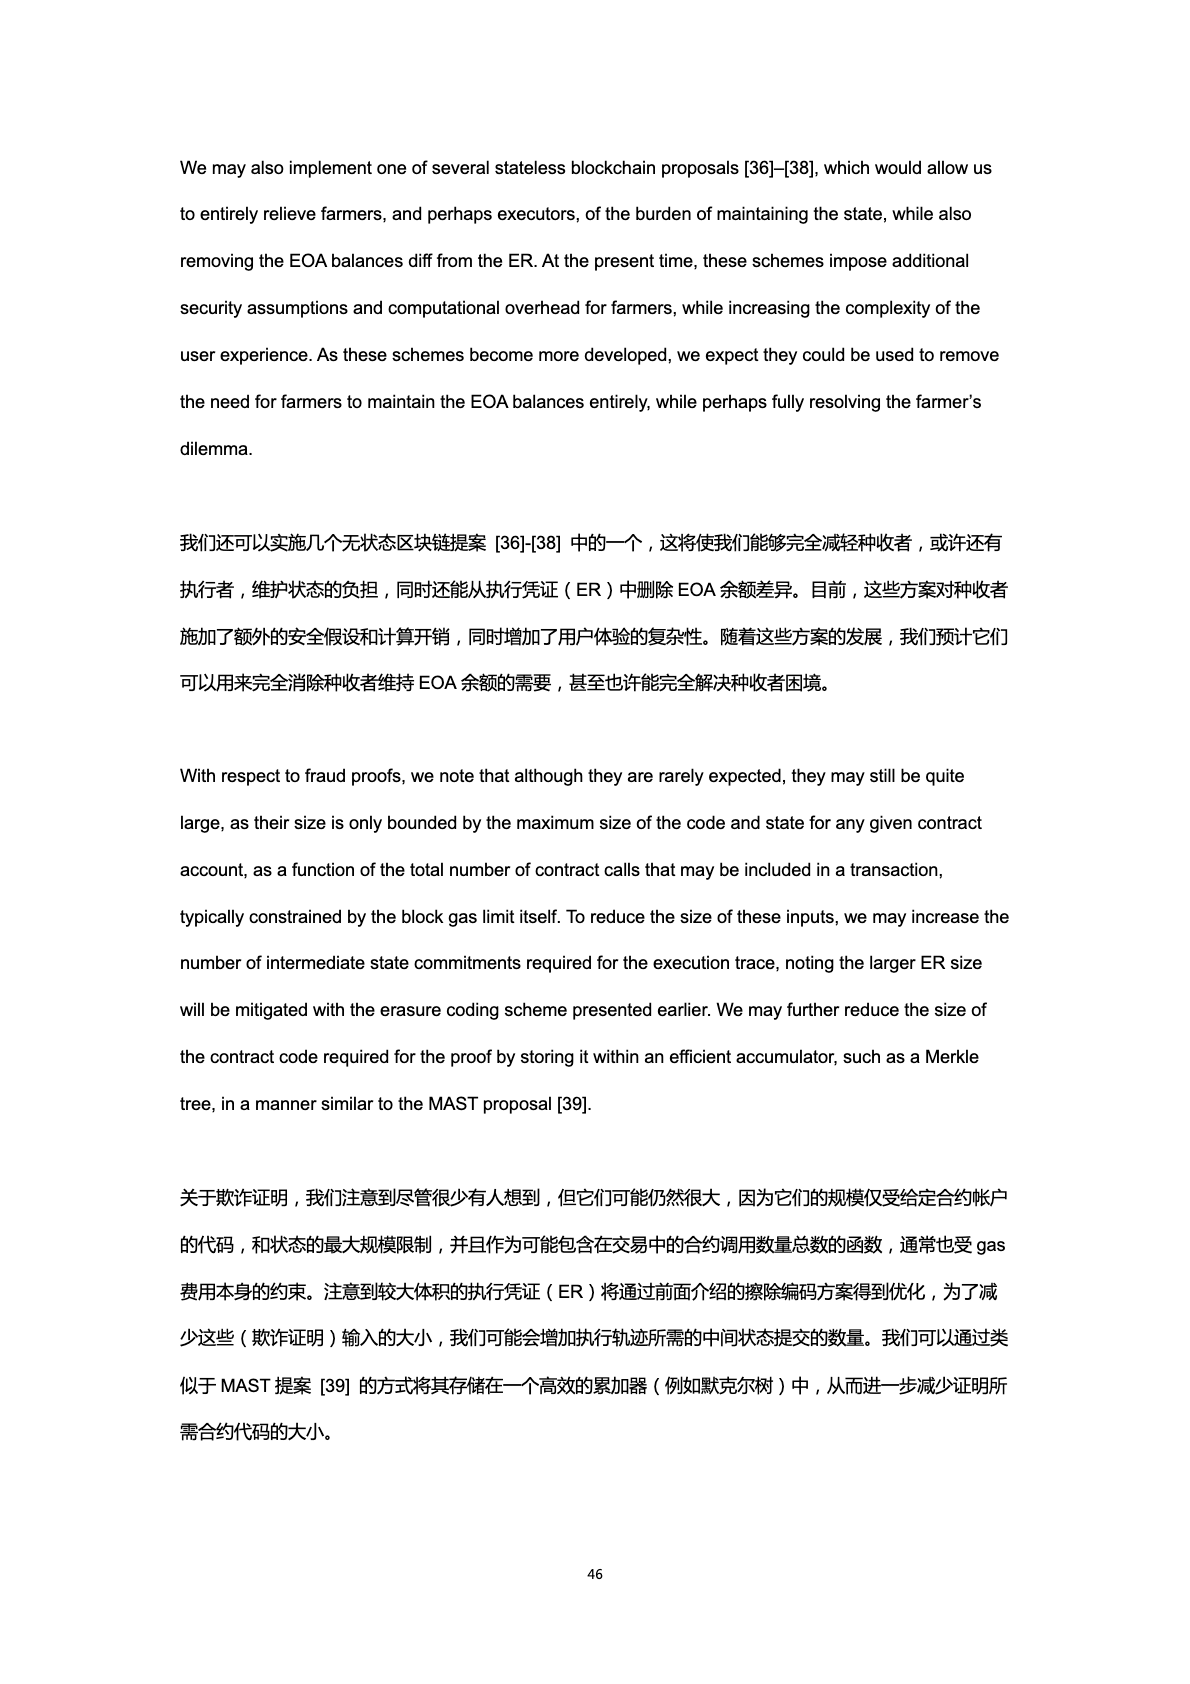 We may also implement one of several stateless blockchain proposals [36]–[38], which would allow us
to entirely relieve farmers, and perhaps executors, of the burden of maintaining the state, while also
removing the EOA balances diff from the ER. At the present time, these schemes impose additional
security assumptions and computational overhead for farmers, while increasing the complexity of the
user experience. As these schemes become more developed, we expect they could be used to remove
the need for farmers to maintain the EOA balances entirely, while perhaps fully resolving the farmer’s
dilemma.
我们还可以实施几个无状态区块链提案 [36]-[38] 中的一个，这将使我们能够完全减轻种收者，或许还有
执行者，维护状态的负担，同时还能从执行凭证（ER）中删除 EOA 余额差异。目前，这些方案对种收者
施加了额外的安全假设和计算开销，同时增加了用户体验的复杂性。随着这些方案的发展，我们预计它们
可以用来完全消除种收者维持 EOA 余额的需要，甚至也许能完全解决种收者困境。
With respect to fraud proofs, we note that although they are rarely expected, they may still be quite
large, as their size is only bounded by the maximum size of the code and state for any given contract
account, as a function of the total number of contract calls that may be included in a transaction,
typically constrained by the block gas limit itself. To reduce the size of these inputs, we may increase the
number of intermediate state commitments required for the execution trace, noting the larger ER size
will be mitigated with the erasure coding scheme presented earlier. We may further reduce the size of
the contract code required for the proof by storing it within an efficient accumulator, such as a Merkle
tree, in a manner similar to the MAST proposal [39].
关于欺诈证明，我们注意到尽管很少有人想到，但它们可能仍然很大，因为它们的规模仅受给定合约帐户
的代码，和状态的最大规模限制，并且作为可能包含在交易中的合约调用数量总数的函数，通常也受 gas
费用本身的约束。注意到较大体积的执行凭证（ER）将通过前面介绍的擦除编码方案得到优化，为了减
少这些（欺诈证明）输入的大小，我们可能会增加执行轨迹所需的中间状态提交的数量。我们可以通过类
似于 MAST 提案 [39] 的方式将其存储在一个高效的累加器（例如默克尔树）中，从而进一步减少证明所
需合约代码的大小。
46